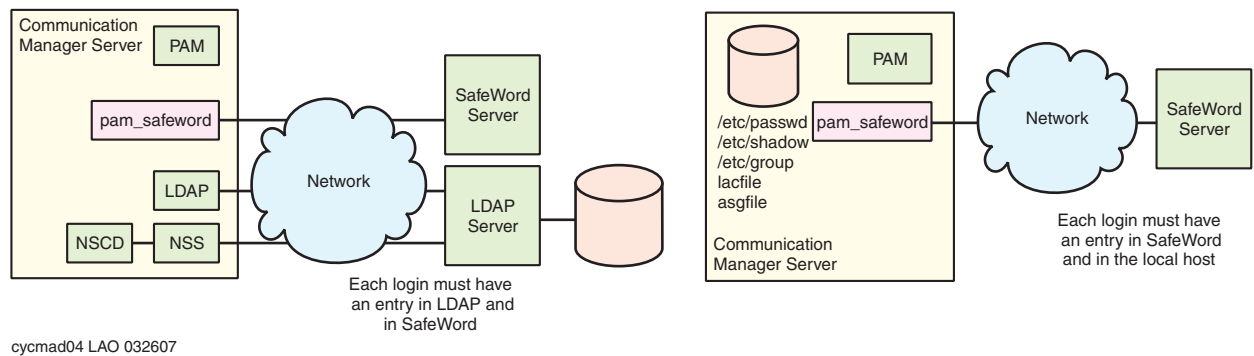 Communication
Manager Server
PAM
pam_safeword
LDAP
NSCD
NSS
Network
SafeWord
Server
LDAP
Server
Each login must have
an entry in LDAP and
in SafeWord
cycmad04 LAO 032607
PAM
/etc/passwd
/etc/shadow
/etc/group
lacfile
asgfile
pam_safeword
Communication
Manager Server
Network
SafeWord
Server
Each login must have
an entry in SafeWord
and in the local host